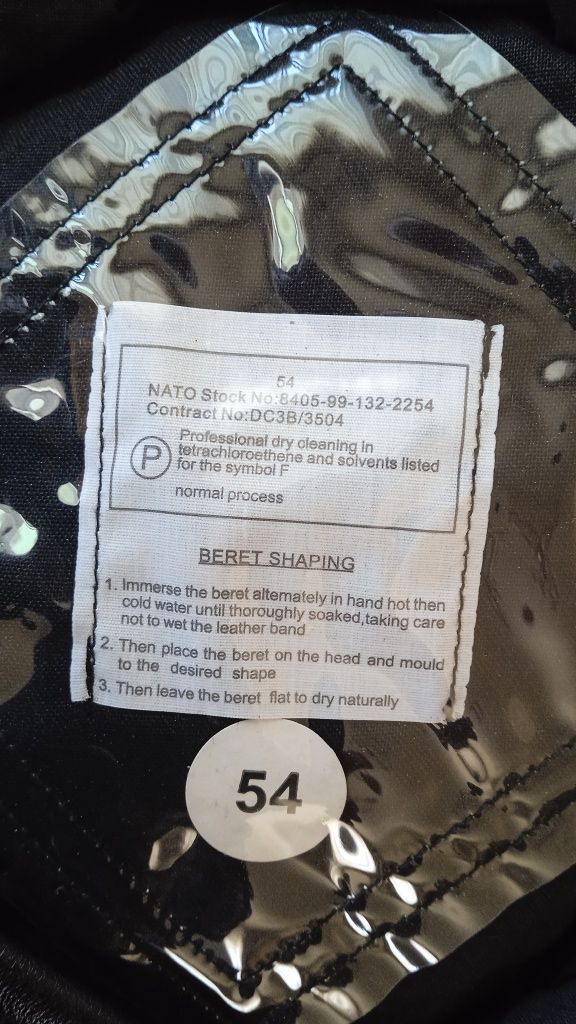 54
NATO Stock No:8405-99-132-2254
Contract No:DC3B/3504
P
Professional dry cleaning in
tetrachloroethene and solvents listed
for the symbol F
normal process
BERET SHAPING
1. Immerse the beret alternately in hand hot then
cold water until thoroughly soaked,taking care
not to wet the leather band
2. Then place the beret on the head and mould
to the desired shape
3. Then leave the beret flat to dry naturally
54